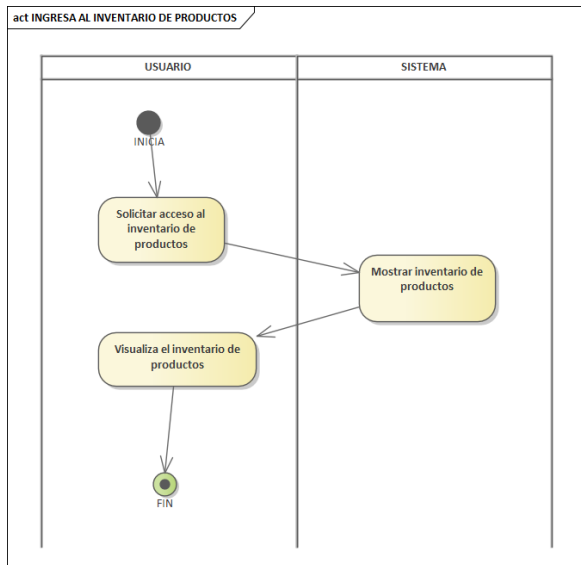 act INGRESA AL INVENTARIO DE PRODUCTOS
USUARIO
SISTEMA
INICIA
Solicitar acceso al
inventario de
productos
Mostrar inventario de
productos
Visualiza el inventario de
productos
FIN